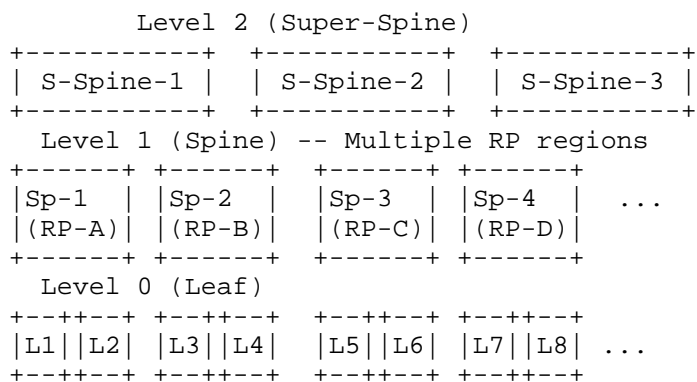 Level 2 (Super-Spine)
+-----------+  +-----------+  +-----------+
| S-Spine-1 |  | S-Spine-2 |  | S-Spine-3 |
+-----------+  +-----------+  +-----------+
Level 1 (Spine) -- Multiple RP regions
+------+ +------+  +------+ +------+
|Sp-1  | |Sp-2  |  |Sp-3  | |Sp-4  |  ...
|(RP-A)| |(RP-B)|  |(RP-C)| |(RP-D)|
+------+ +------+  +------+ +------+
Level 0 (Leaf)
+--++--+ +--++--+  +--++--+ +--++--+
|L1||L2| |L3||L4|  |L5||L6| |L7||L8| ...
+--++--+ +--++--+  +--++--+ +--++--+